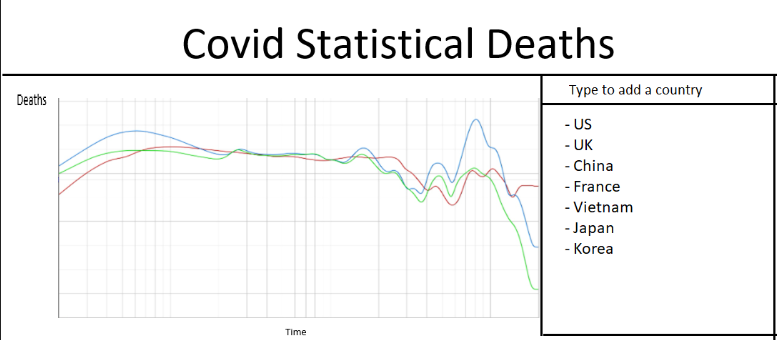 Covid Statistical Deaths
Deaths
Type to add a country
- US
- UK
- China
- France
- Vietnam
- Japan
- Korea
Time